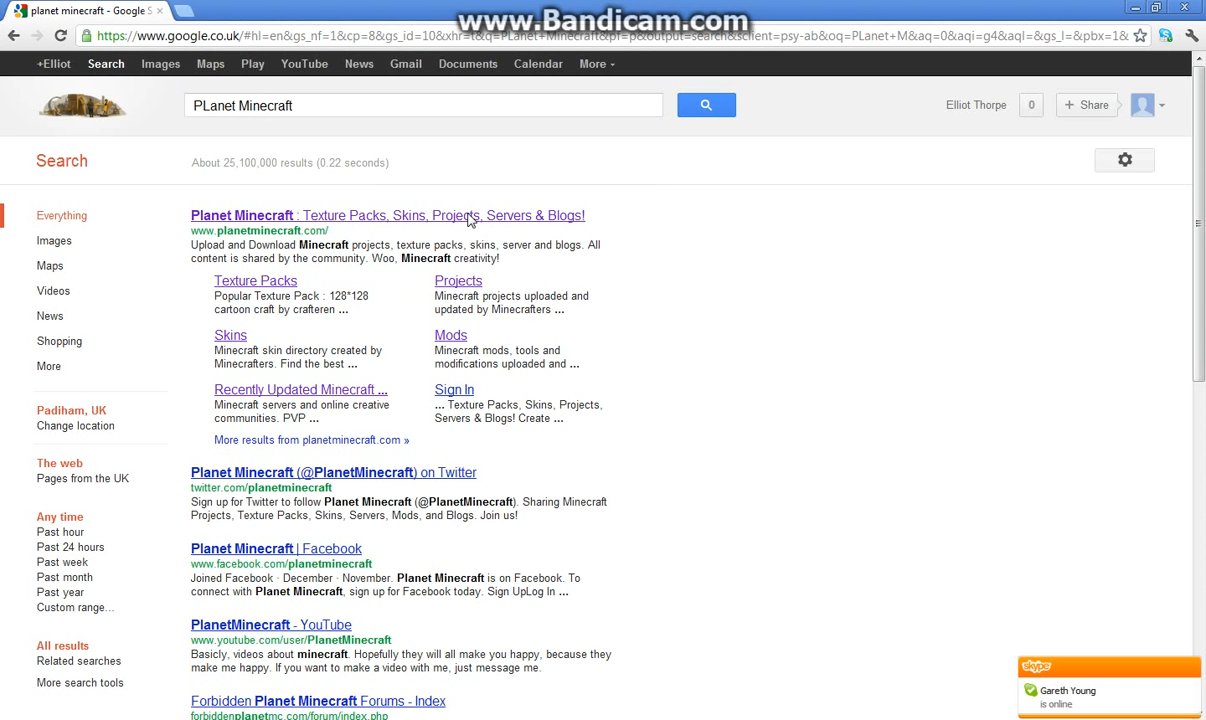 planet minecraft - Google S
www.Bandicam.com
https://www.google.co.uk/#hl=en&gs_nf=1&cp=8&gs_id=10&xhr=t&q=PLanet+Minecraft&pf=p&output=search&sclient=psy-ab&oq=PLanet+M&aq=0&aqi=g4&aql=&gs_l=&pbx=1&
+Elliot Search Images Maps Play YouTube News Gmail Documents Calendar More
PLanet Minecraft
Elliot Thorpe 0 + Share
Search About 25,100,000 results (0.22 seconds)
Everything
Images
Maps
Videos
News
Shopping
More
Padiham, UK
Change location
The web
Pages from the UK
Any time
Past hour
Past 24 hours
Past week
Past month
Past year
Custom range...
All results
Related searches
More search tools
Planet Minecraft : Texture Packs, Skins, Projects, Servers & Blogs!
www.planetminecraft.com/
Upload and Download Minecraft projects, texture packs, skins, server and blogs. All
content is shared by the community. Woo, Minecraft creativity!
Texture Packs
Popular Texture Pack : 128*128
cartoon craft by crafteren ...
Projects
Minecraft projects uploaded and
updated by Minecrafters ...
Skins
Minecraft skin directory created by
Minecrafters. Find the best ...
Mods
Minecraft mods, tools and
modifications uploaded and ...
Recently Updated Minecraft ...
Minecraft servers and online creative
communities. PVP ...
Sign In
... Texture Packs, Skins, Projects,
Servers & Blogs! Create ...
More results from planetminecraft.com »
Planet Minecraft (@PlanetMinecraft) on Twitter
twitter.com/planetminecraft
Sign up for Twitter to follow Planet Minecraft (@PlanetMinecraft). Sharing Minecraft
Projects, Texture Packs, Skins, Servers, Mods, and Blogs. Join us!
Planet Minecraft | Facebook
www.facebook.com/planetminecraft
Joined Facebook · December · November. Planet Minecraft is on Facebook. To
connect with Planet Minecraft, sign up for Facebook today. Sign UpLog In ...
PlanetMinecraft - YouTube
www.youtube.com/user/PlanetMinecraft
Basicly, videos about minecraft. Hopefully they will all make you happy, because they
make me happy. If you want to make a video with me, just message me.
Forbidden Planet Minecraft Forums - Index
forbiddenplanetmc.com/forum/index.php
skype
Gareth Young
is online